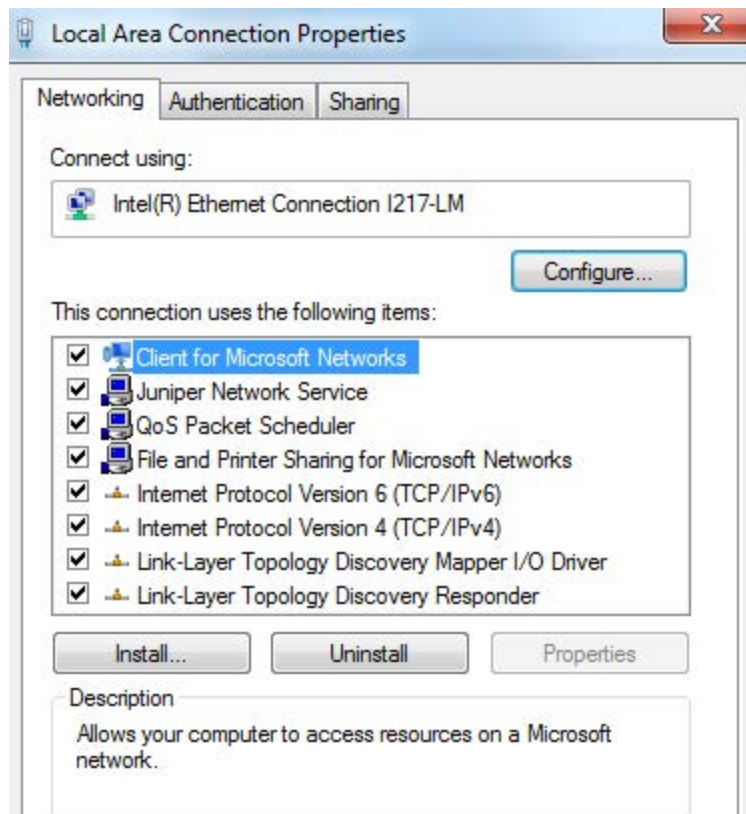 Local Area Connection Properties
Networking Authentication Sharing
Connect using:
Intel(R) Ethernet Connection I217-LM
Configure...
This connection uses the following items:
Client for Microsoft Networks
Juniper Network Service
QoS Packet Scheduler
File and Printer Sharing for Microsoft Networks
Internet Protocol Version 6 (TCP/IPv6)
Internet Protocol Version 4 (TCP/IPv4)
Link-Layer Topology Discovery Mapper I/O Driver
Link-Layer Topology Discovery Responder
Install... Uninstall Properties
Description
Allows your computer to access resources on a Microsoft
network.